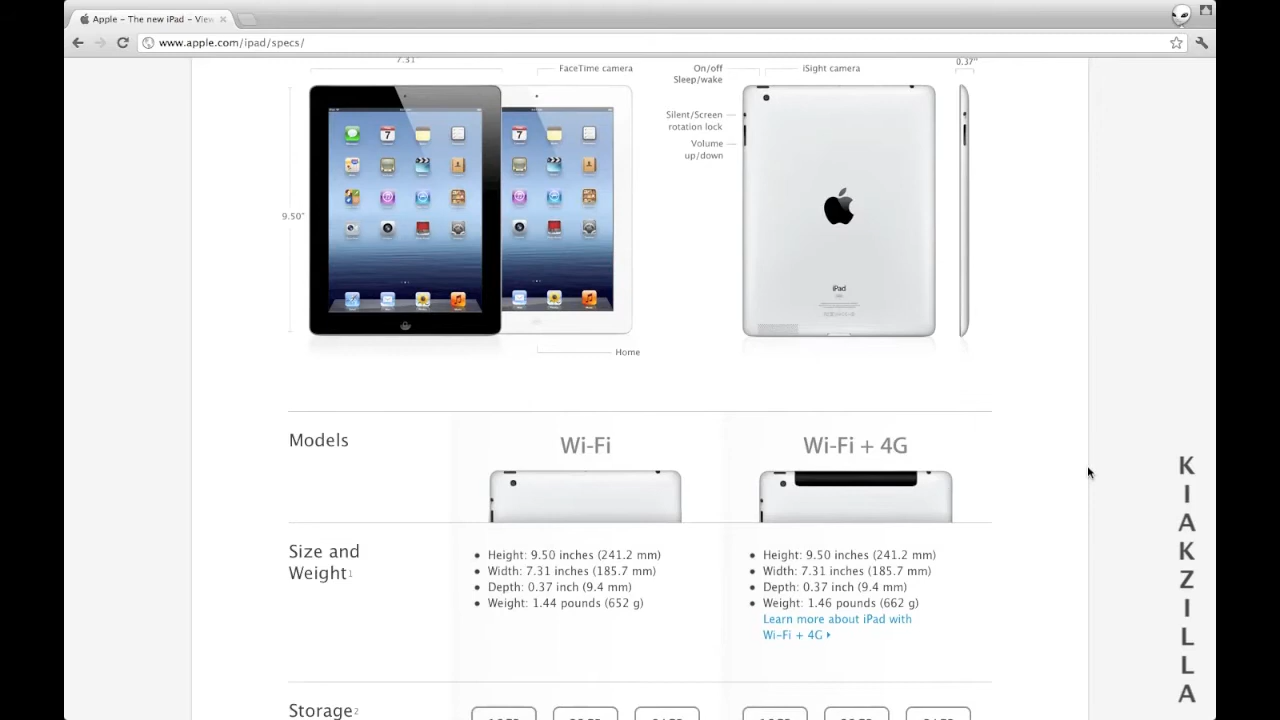 Apple – The new iPad – View
www.apple.com/ipad/specs/
7.31"
FaceTime camera
On/off
Sleep/wake
iSight camera
0.37"
Silent/Screen
rotation lock
Volume
up/down
9.50"
iPad
Home
Models
Wi-Fi
Wi-Fi + 4G
Size and
Weight1
Height: 9.50 inches (241.2 mm)
Width: 7.31 inches (185.7 mm)
Depth: 0.37 inch (9.4 mm)
Weight: 1.44 pounds (652 g)
Height: 9.50 inches (241.2 mm)
Width: 7.31 inches (185.7 mm)
Depth: 0.37 inch (9.4 mm)
Weight: 1.46 pounds (662 g)
Learn more about iPad with
Wi-Fi + 4G
Storage2
KIAKZILLA